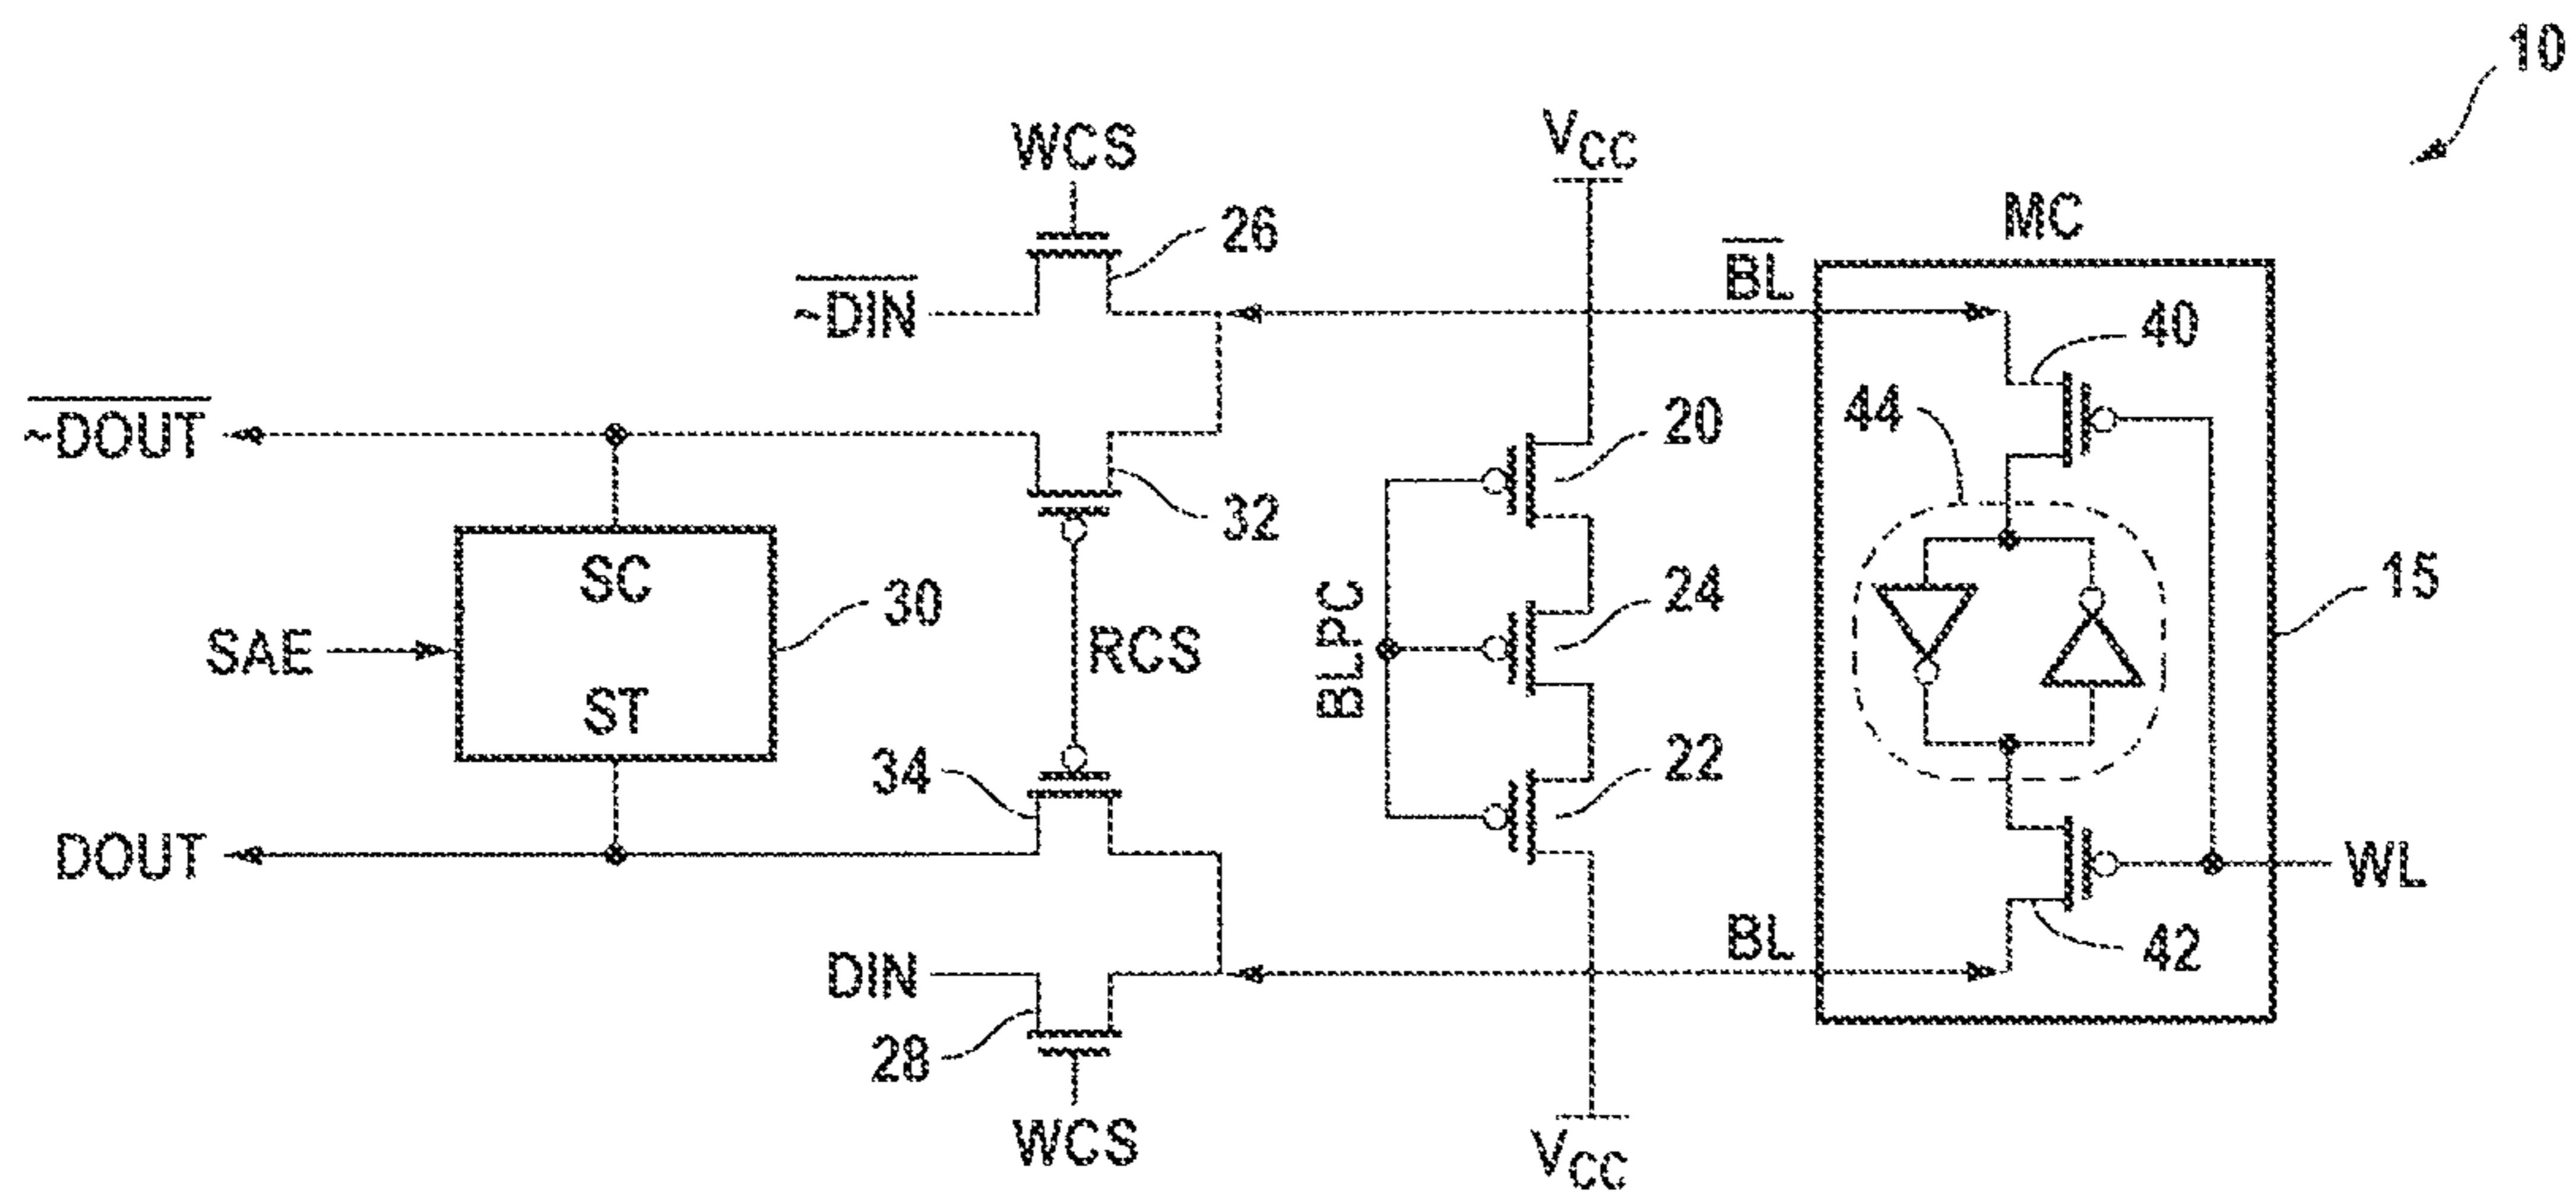 10
WCS
VCC
MC
26
BL
~DIN
40
~DOUT
44
20
32
SC
30
24
15
SAE
RCS
BLPC
ST
34
22
DOUT
WL
BL
42
DIN
28
WCS
VCC